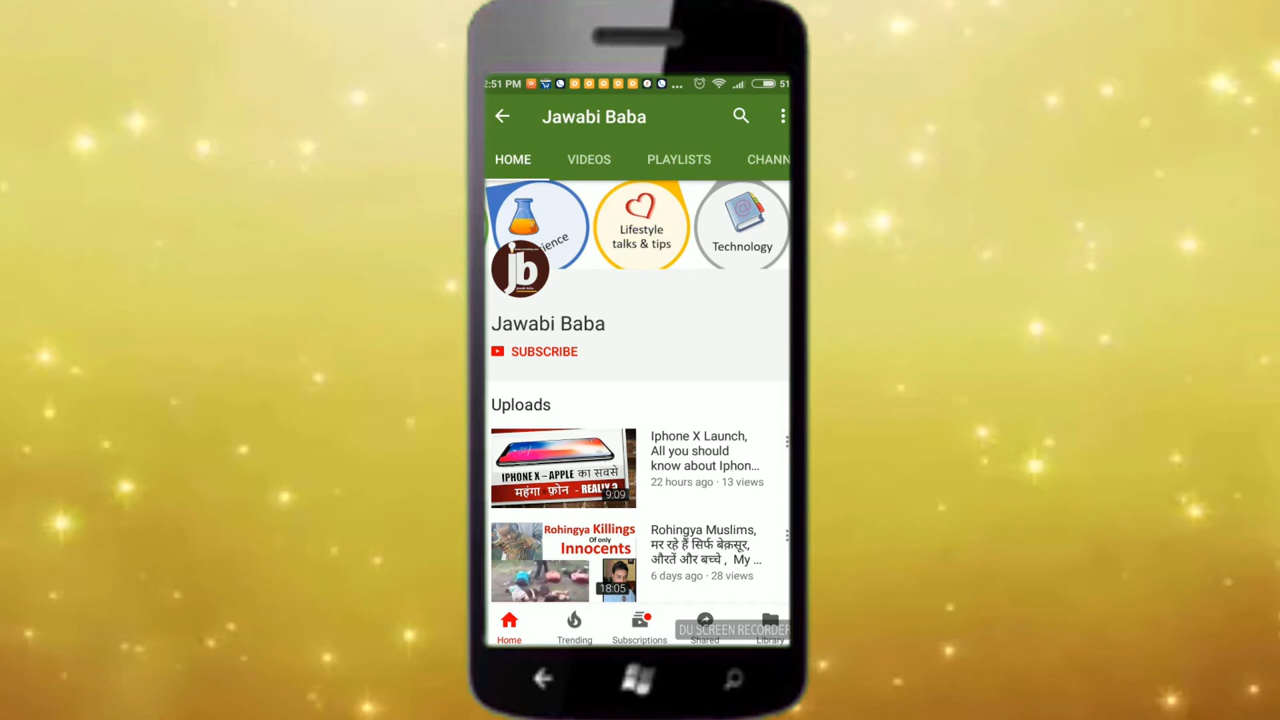 2:51 PM
51
Jawabi Baba
HOME VIDEOS PLAYLISTS CHANN
ience
Lifestyle
talks & tips
Technology
jb
Jawabi Baba
SUBSCRIBE
Uploads
IPHONE X – APPLE का सबसे
महंगा फ़ोन - REALLY ?
9:09
Iphone X Launch,
All you should
know about Iphon...
22 hours ago · 13 views
Rohingya Killings
Of only
Innocents
18:05
Rohingya Muslims,
मर रहे हैं सिर्फ बेक़सूर,
औरतें और बच्चे , My ...
6 days ago · 28 views
Home Trending Subscriptions Shared Library
DU SCREEN RECORDER